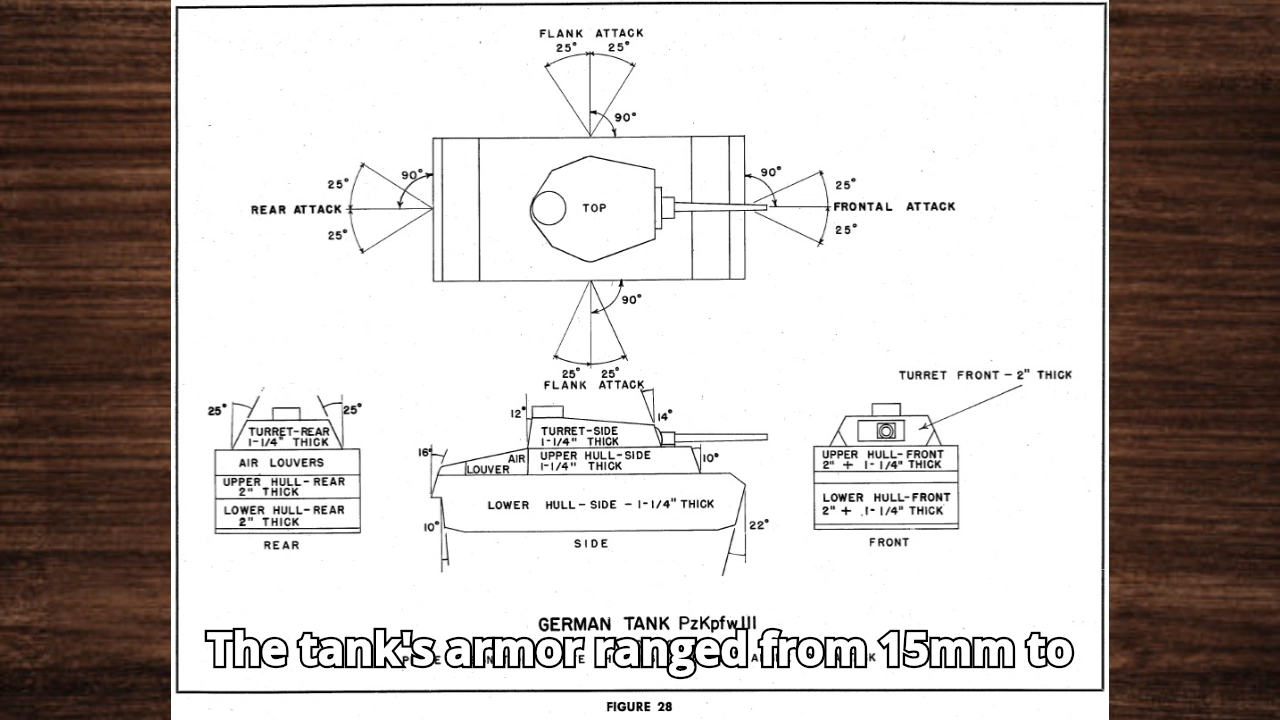 FLANK ATTACK
25° 25°
90°
90° 90°
25° 25°
REAR ATTACK TOP FRONTAL ATTACK
25° 25°
90°
25° 25°
FLANK ATTACK
TURRET FRONT - 2" THICK
25° 25° 12° 14°
TURRET-REAR
1-1/4" THICK
AIR LOUVERS
UPPER HULL-REAR
2" THICK
LOWER HULL-REAR
2" THICK
REAR
TURRET-SIDE
1-1/4" THICK
16° AIR LOUVER
UPPER HULL-SIDE
1-1/4" THICK
10°
LOWER HULL-SIDE - 1-1/4" THICK
10° 22°
SIDE
UPPER HULL-FRONT
2" + 1-1/4" THICK
LOWER HULL-FRONT
2" + 1-1/4" THICK
FRONT
GERMAN TANK PzKpfw III
The tank's armor ranged from 15mm to
FIGURE 28